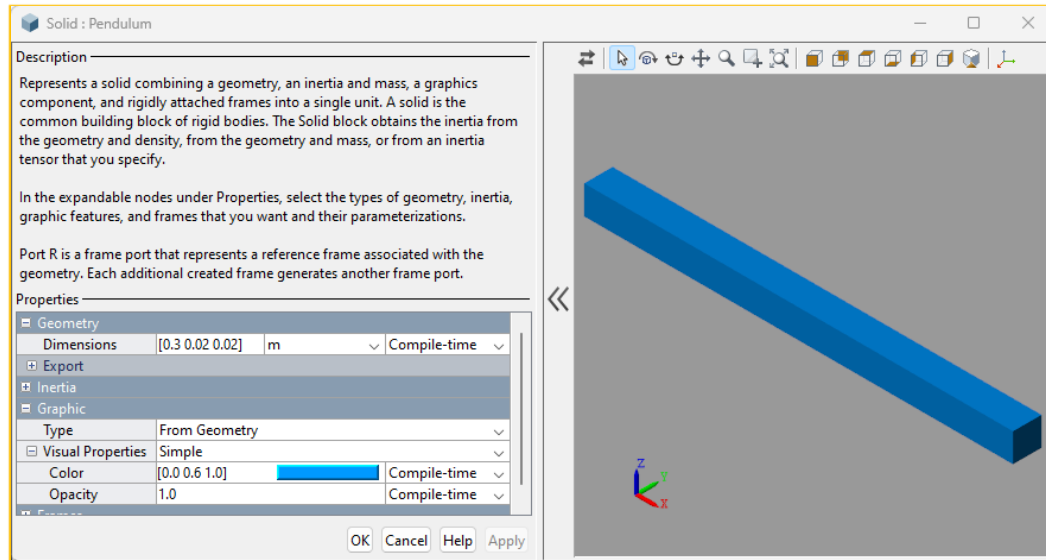 Solid : Pendulum
Description
Represents a solid combining a geometry, an inertia and mass, a graphics
component, and rigidly attached frames into a single unit. A solid is the
common building block of rigid bodies. The Solid block obtains the inertia from
the geometry and density, from the geometry and mass, or from an inertia
tensor that you specify.
In the expandable nodes under Properties, select the types of geometry, inertia,
graphic features, and frames that you want and their parameterizations.
Port R is a frame port that represents a reference frame associated with the
geometry. Each additional created frame generates another frame port.
Properties
Geometry
Dimensions [0.3 0.02 0.02] m Compile-time
Export
Inertia
Graphic
Type From Geometry
Visual Properties Simple
Color [0.0 0.6 1.0] Compile-time
Opacity 1.0 Compile-time
Frames
OK Cancel Help Apply
Z
Y
X